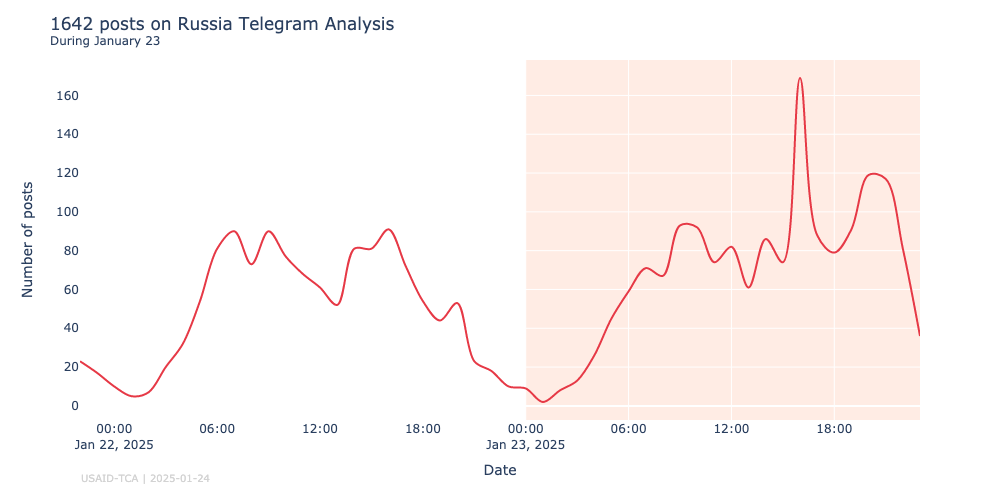 1642 posts on Russia Telegram Analysis
During January 23
Number of posts
160
140
120
100
80
60
40
20
0
00:00 06:00 12:00 18:00 00:00 06:00 12:00 18:00
Jan 22, 2025 Jan 23, 2025
Date
USAID-TCA | 2025-01-24